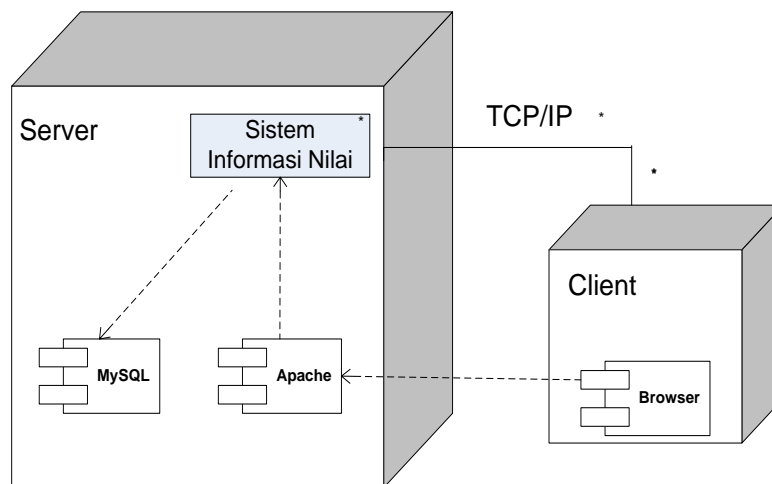 Server
Sistem *
Informasi Nilai
TCP/IP *
*
Client
MySQL
Apache
Browser